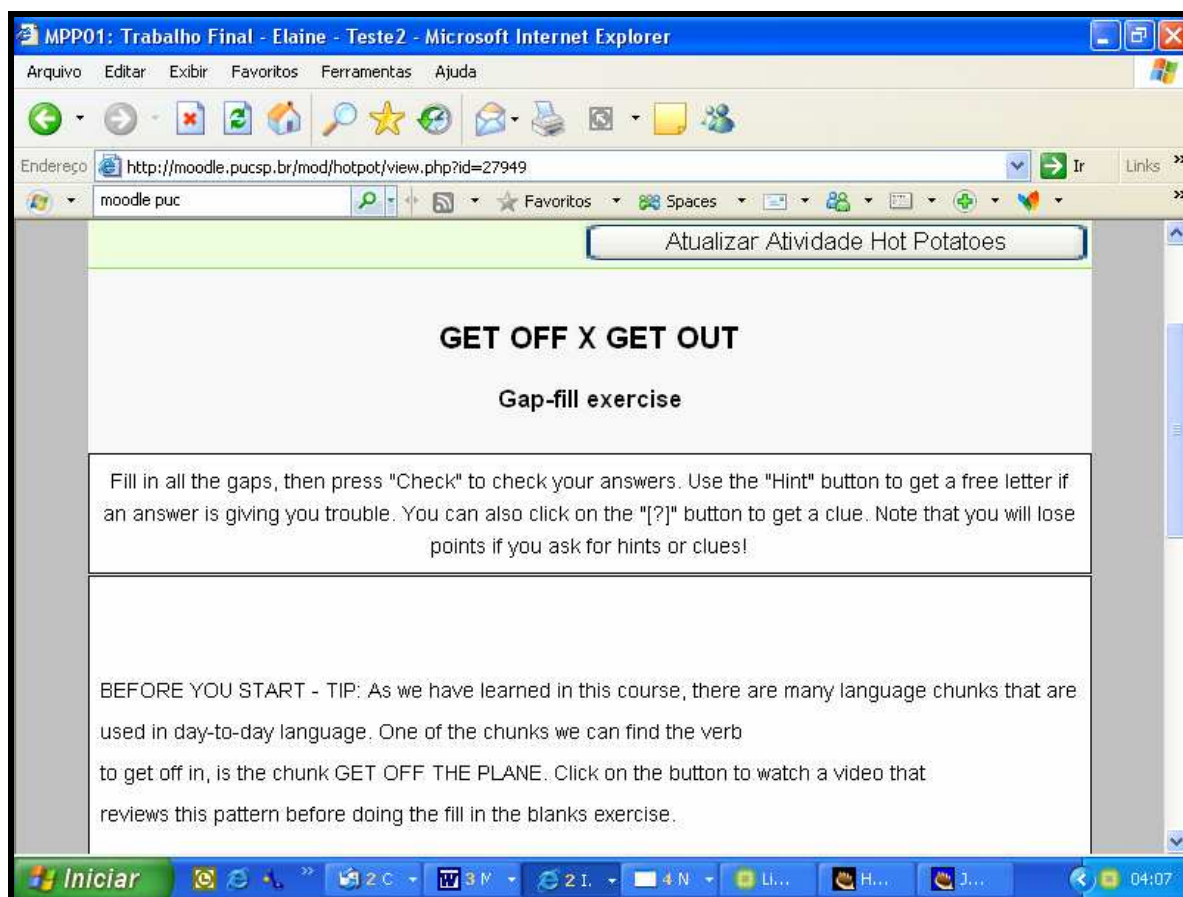 MPP01: Trabalho Final - Elaine - Teste2 - Microsoft Internet Explorer
Arquivo Editar Exibir Favoritos Ferramentas Ajuda
Endereço http://moodle.pucsp.br/mod/hotpot/view.php?id=27949 Ir Links »
moodle puc Favoritos Spaces »
Atualizar Atividade Hot Potatoes
GET OFF X GET OUT
Gap-fill exercise
Fill in all the gaps, then press "Check" to check your answers. Use the "Hint" button to get a free letter if
an answer is giving you trouble. You can also click on the "[?]" button to get a clue. Note that you will lose
points if you ask for hints or clues!
BEFORE YOU START - TIP: As we have learned in this course, there are many language chunks that are
used in day-to-day language. One of the chunks we can find the verb
to get off in, is the chunk GET OFF THE PLANE. Click on the button to watch a video that
reviews this pattern before doing the fill in the blanks exercise.
Iniciar » 2 C 3 M 2 I. 4 N Li... H... J... 04:07